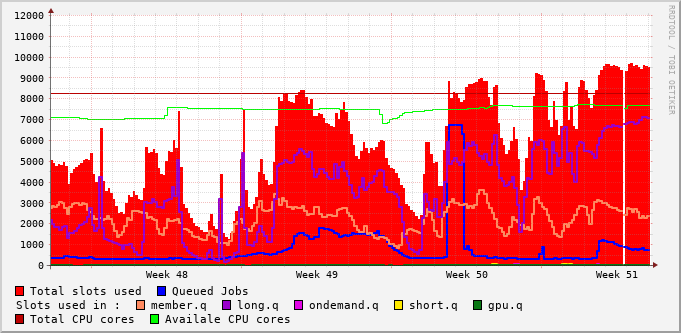 RRDTOOL / TOBI OETIKER
12000
11000
10000
9000
8000
7000
6000
5000
4000
3000
2000
1000
0
Week 48 Week 49 Week 50 Week 51
Total slots used Queued Jobs
Slots used in : member.q long.q ondemand.q short.q gpu.q
Total CPU cores Availale CPU cores